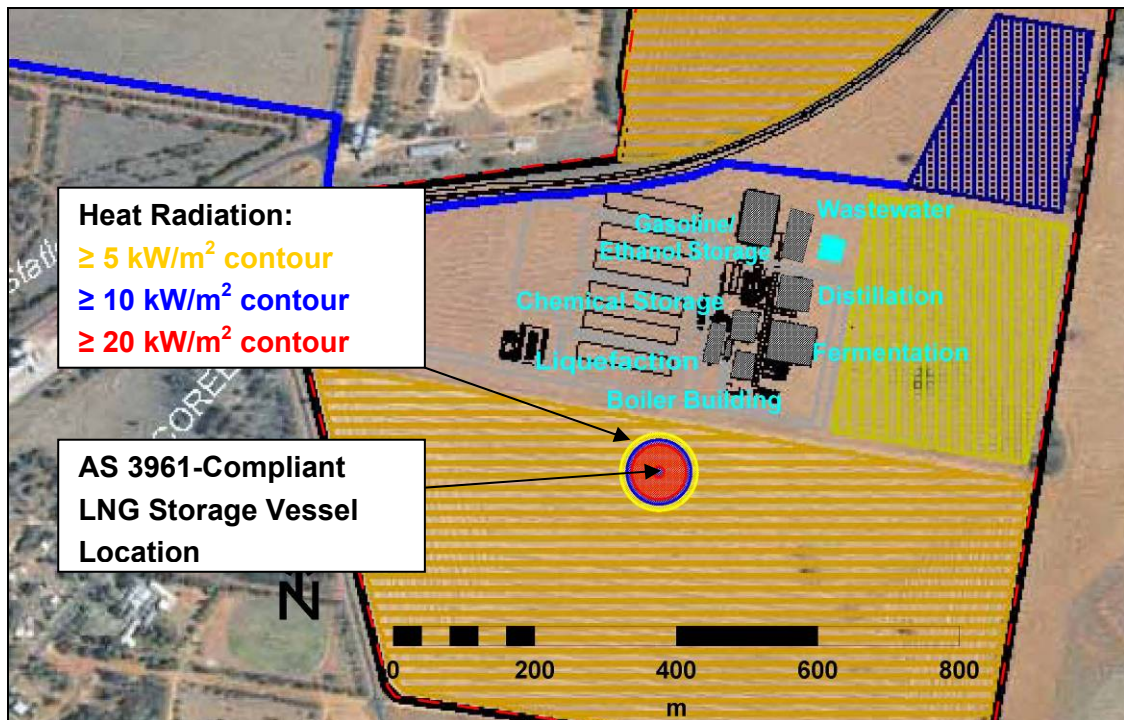 Heat Radiation:
≥ 5 kW/m² contour
≥ 10 kW/m² contour
≥ 20 kW/m² contour
AS 3961-Compliant
LNG Storage Vessel
Location
Gasoline/
Ethanol Storage
Wastewater
Chemical Storage
Distillation
Liquefaction
Fermentation
Boiler Building
N
0 200 400 600 800
m